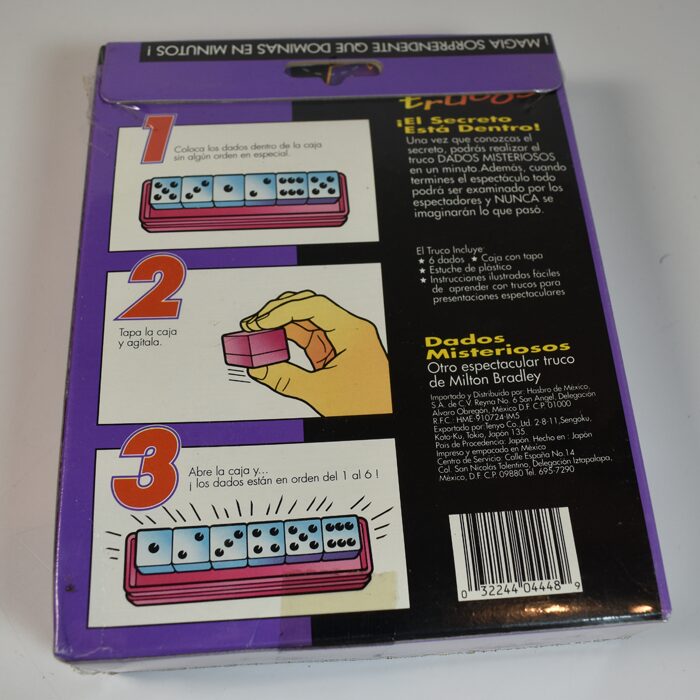 ¡ MAGIA SORPRENDENTE QUE DOMINAS EN MINUTOS !
trucos
1
Coloca los dados dentro de la caja
sin algún orden en especial.
2
Tapa la caja
y agítala.
3
Abre la caja y...
¡ los dados están en orden del 1 al 6 !
¡El Secreto
Está Dentro!
Una vez que conozcas el
secreto, podrás realizar el
truco DADOS MISTERIOSOS
en un minuto. Además, cuando
termines el espectáculo todo
podrá ser examinado por los
espectadores y NUNCA se
imaginarán lo que pasó.
El Truco Incluye:
★ 6 dados ★ Caja con tapa
★ Estuche de plástico
★ Instrucciones ilustradas fáciles
de aprender con trucos para
presentaciones espectaculares
Dados
Misteriosos
Otro espectacular truco
de Milton Bradley
Importado y Distribuido por: Hasbro de México,
S.A. de C.V. Reyna No. 6 San Angel, Delegación
Alvaro Obregón, México D.F. C.P. 01000
R.F.C.: HME-910724-IM5
Exportado por: Tenyo Co., Ltd. 2-8-11, Sengoku,
Koto-Ku, Tokio, Japón 135.
País de Procedencia: Japón. Hecho en : Japón
Impreso y empacado en México
Centro de Servicio: Calle España No.14
Col. San Nicolás Tolentino, Delegación Iztapalapa,
México, D.F. C.P. 09880 Tel. 695-7290
0 32244 04448 9